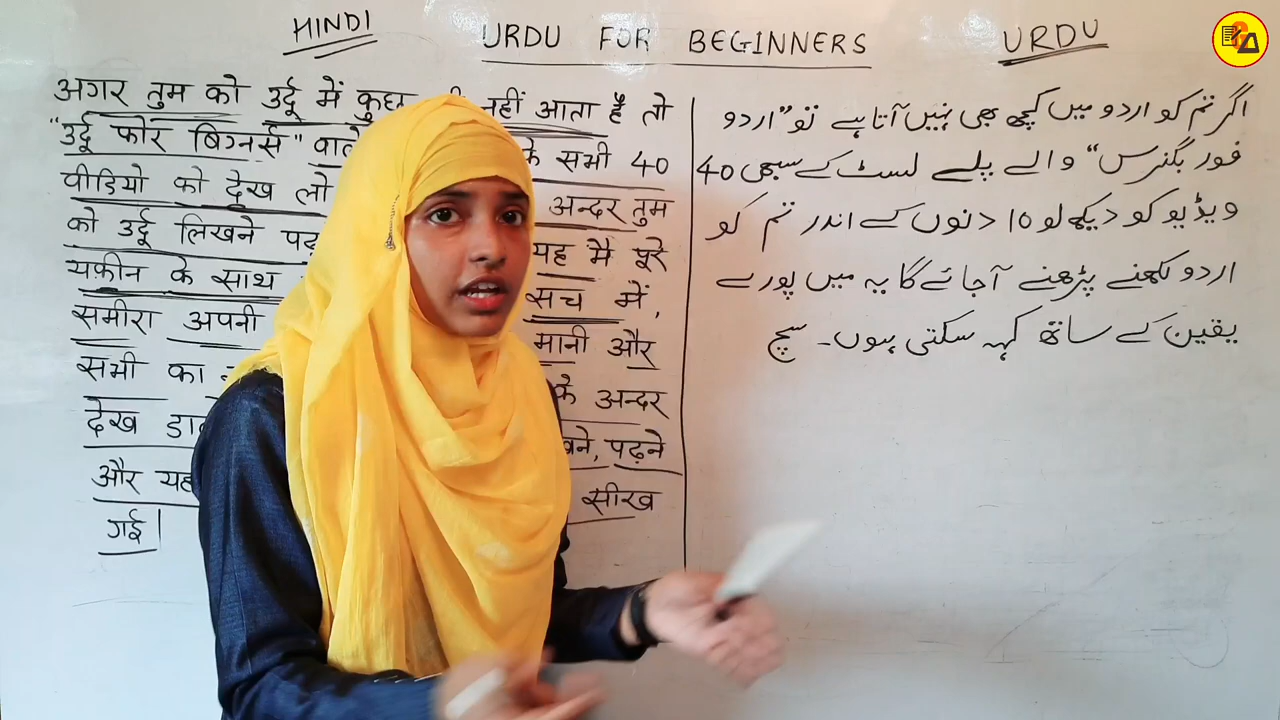 HINDI
URDU FOR BEGINNERS
URDU
अगर तुम को उर्दू में कुछ नहीं आता है तो
"उर्दू फोर बिग्नर्स" वाले के सभी 40
वीडियो को देख लो अन्दर तुम
को उर्दू लिखने यह मैं पूरे
यक़ीन के साथ सच में,
समीरा अपनी मानी और
सभी का के अन्दर
देख पढ़ने
और यह सीख
गई।
اگر تم کو اردو میں کچھ بھی نہیں آتا ہے تو "اردو
فور بگنرس" والے پلے لسٹ کے سبھی 40
ویڈیو کو دیکھ لو 10 دنوں کے اندر تم کو
اردو لکھنے پڑھنے آجائے گا یہ میں پورے
یقین کے ساتھ کہہ سکتی ہوں۔ سچ